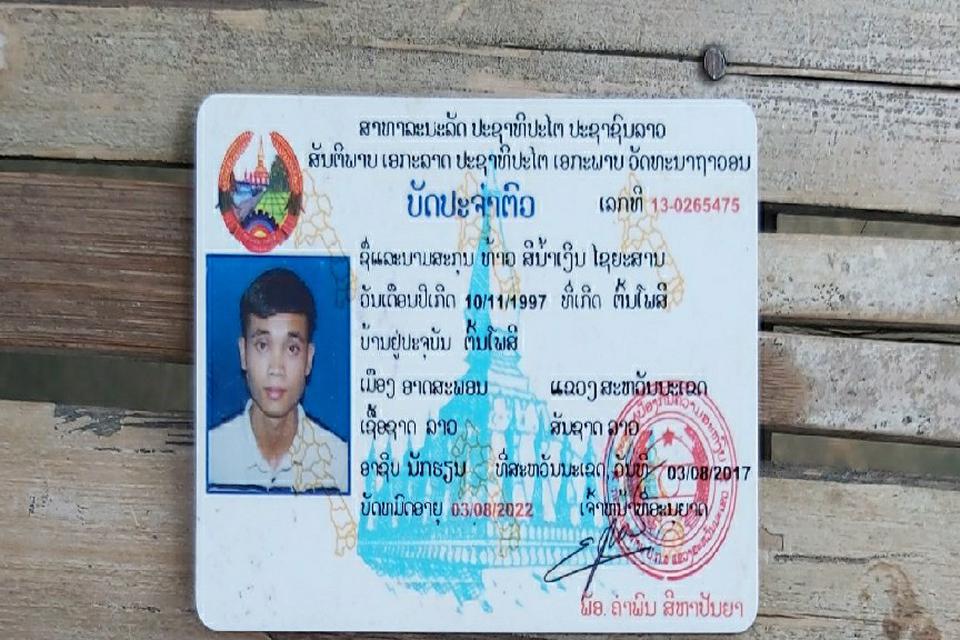 ສາທາລະນະລັດ ປະຊາທິປະໄຕ ປະຊາຊົນລາວ
ສັນຕິພາບ ເອກະລາດ ປະຊາທິປະໄຕ ເອກະພາບ ວັດທະນາຖາວອນ
ບັດປະຈຳຕົວ ເລກທີ 13-0265475
ຊື່ແລະນາມສະກຸນ ທ້າວ ສີນ້ຳເງິນ ໄຊຍະສານ
ວັນເດືອນປີເກີດ 10/11/1997 ທີ່ເກີດ ຕົ້ນໂພສີ
ບ້ານຢູ່ປະຈຸບັນ ຕົ້ນໂພສີ
ເມືອງ ອາດສະພອນ ແຂວງ ສະຫວັນນະເຂດ
ເຊື້ອຊາດ ລາວ ສັນຊາດ ລາວ
ອາຊິບ ນັກຮຽນ ທີ່ສະຫວັນນະເຂດ, ວັນທີ 03/08/2017
ບັດຫມົດອາຍຸ 03/08/2022 ເຈົ້າຫນ້າທີ່ອະນຸຍາດ
ພັອ. ຄຳພົນ ສີຫາປັນຍາ